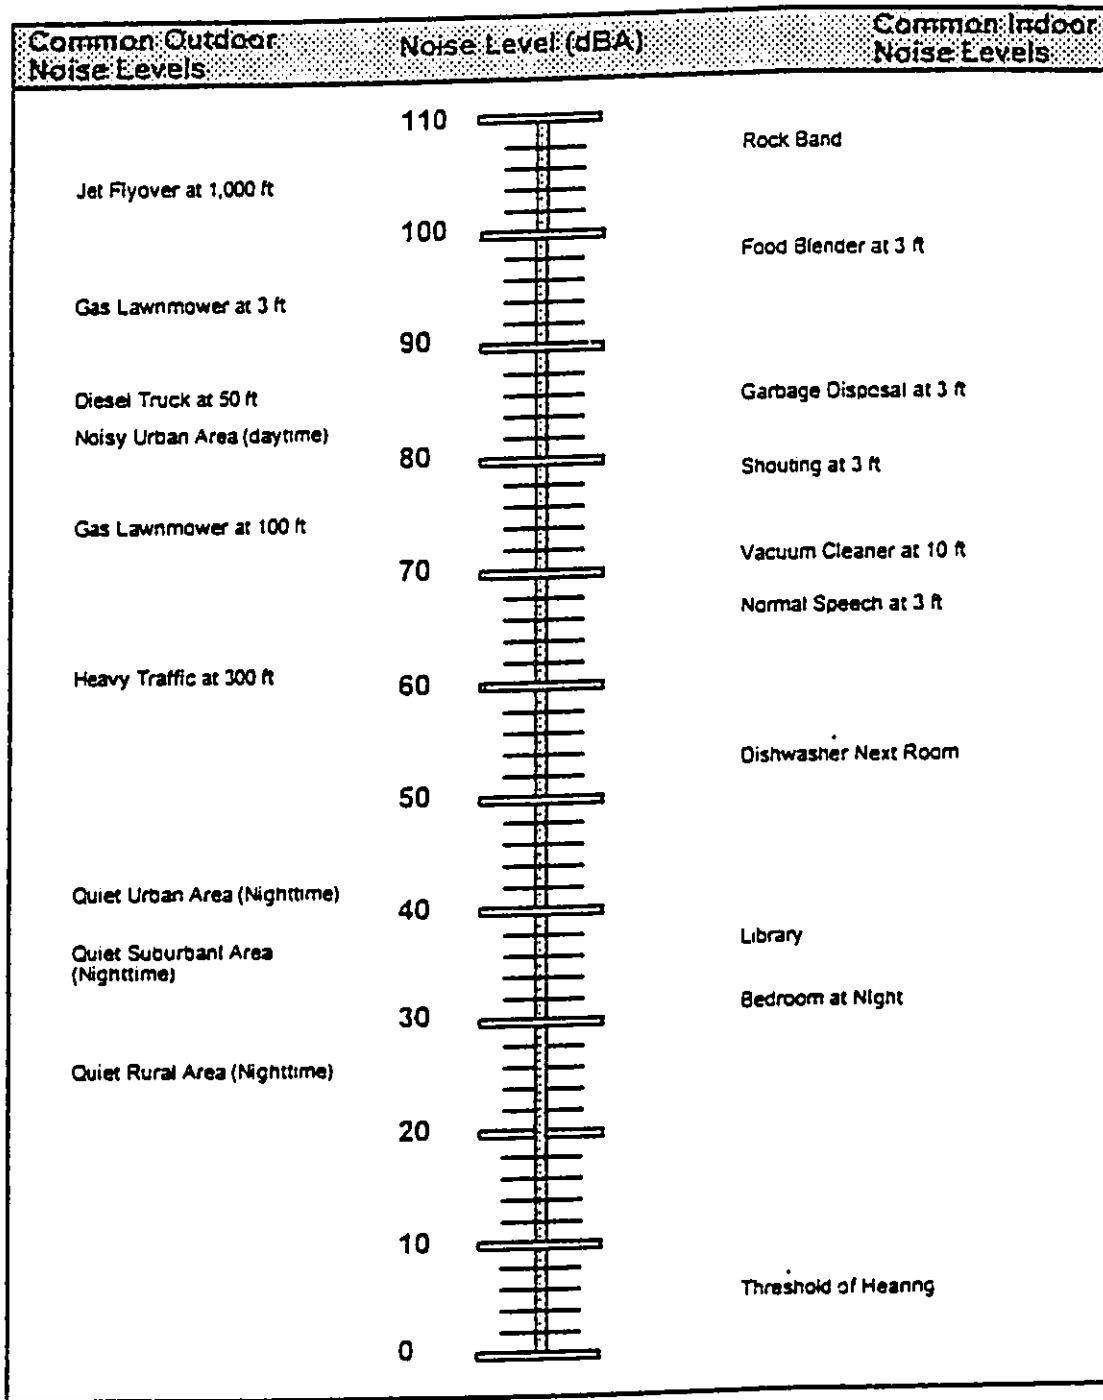 Common Outdoor
Noise Levels
Noise Level (dBA)
Common Indoor
Noise Levels
110
Rock Band
Jet Flyover at 1,000 ft
100
Food Blender at 3 ft
Gas Lawnmower at 3 ft
90
Diesel Truck at 50 ft
Garbage Disposal at 3 ft
Noisy Urban Area (daytime)
80
Shouting at 3 ft
Gas Lawnmower at 100 ft
Vacuum Cleaner at 10 ft
70
Normal Speech at 3 ft
Heavy Traffic at 300 ft
60
Dishwasher Next Room
50
Quiet Urban Area (Nighttime)
40
Library
Quiet Suburbant Area
(Nighttime)
Bedroom at Night
30
Quiet Rural Area (Nighttime)
20
10
Threshold of Hearing
0